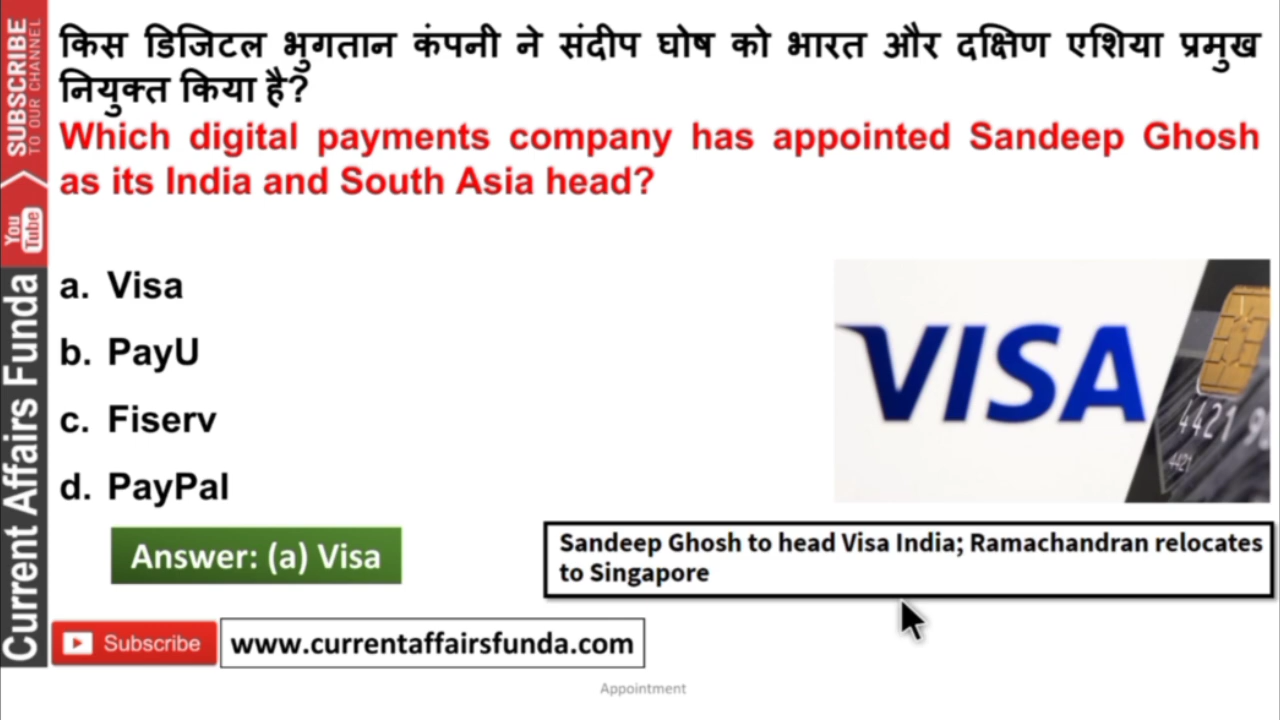 किस डिजिटल भुगतान कंपनी ने संदीप घोष को भारत और दक्षिण एशिया प्रमुख
नियुक्त किया है?
Which digital payments company has appointed Sandeep Ghosh
as its India and South Asia head?
a. Visa
b. PayU
c. Fiserv
d. PayPal
VISA
4421
4421
Answer: (a) Visa
Sandeep Ghosh to head Visa India; Ramachandran relocates
to Singapore
Subscribe
www.currentaffairsfunda.com
Appointment
SUBSCRIBE
TO OUR CHANNEL
You
Tube
Current Affairs Funda